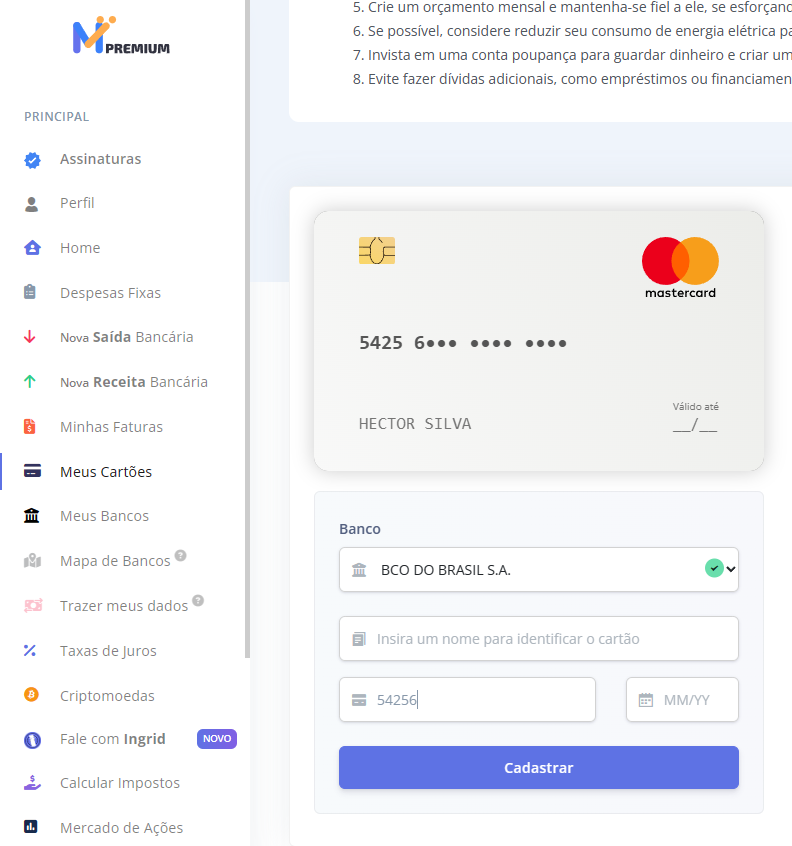 M PREMIUM
PRINCIPAL
Assinaturas
Perfil
Home
Despesas Fixas
Nova Saída Bancária
Nova Receita Bancária
Minhas Faturas
Meus Cartões
Meus Bancos
Mapa de Bancos ?
Trazer meus dados ?
Taxas de Juros
Criptomoedas
Fale com Ingrid NOVO
Calcular Impostos
Mercado de Ações
5. Crie um orçamento mensal e mantenha-se fiel a ele, se esforçand
6. Se possível, considere reduzir seu consumo de energia elétrica pa
7. Invista em uma conta poupança para guardar dinheiro e criar um
8. Evite fazer dívidas adicionais, como empréstimos ou financiamen
mastercard
5425 6••• •••• ••••
Válido até
HECTOR SILVA __/__
Banco
BCO DO BRASIL S.A.
Insira um nome para identificar o cartão
54256 MM/YY
Cadastrar